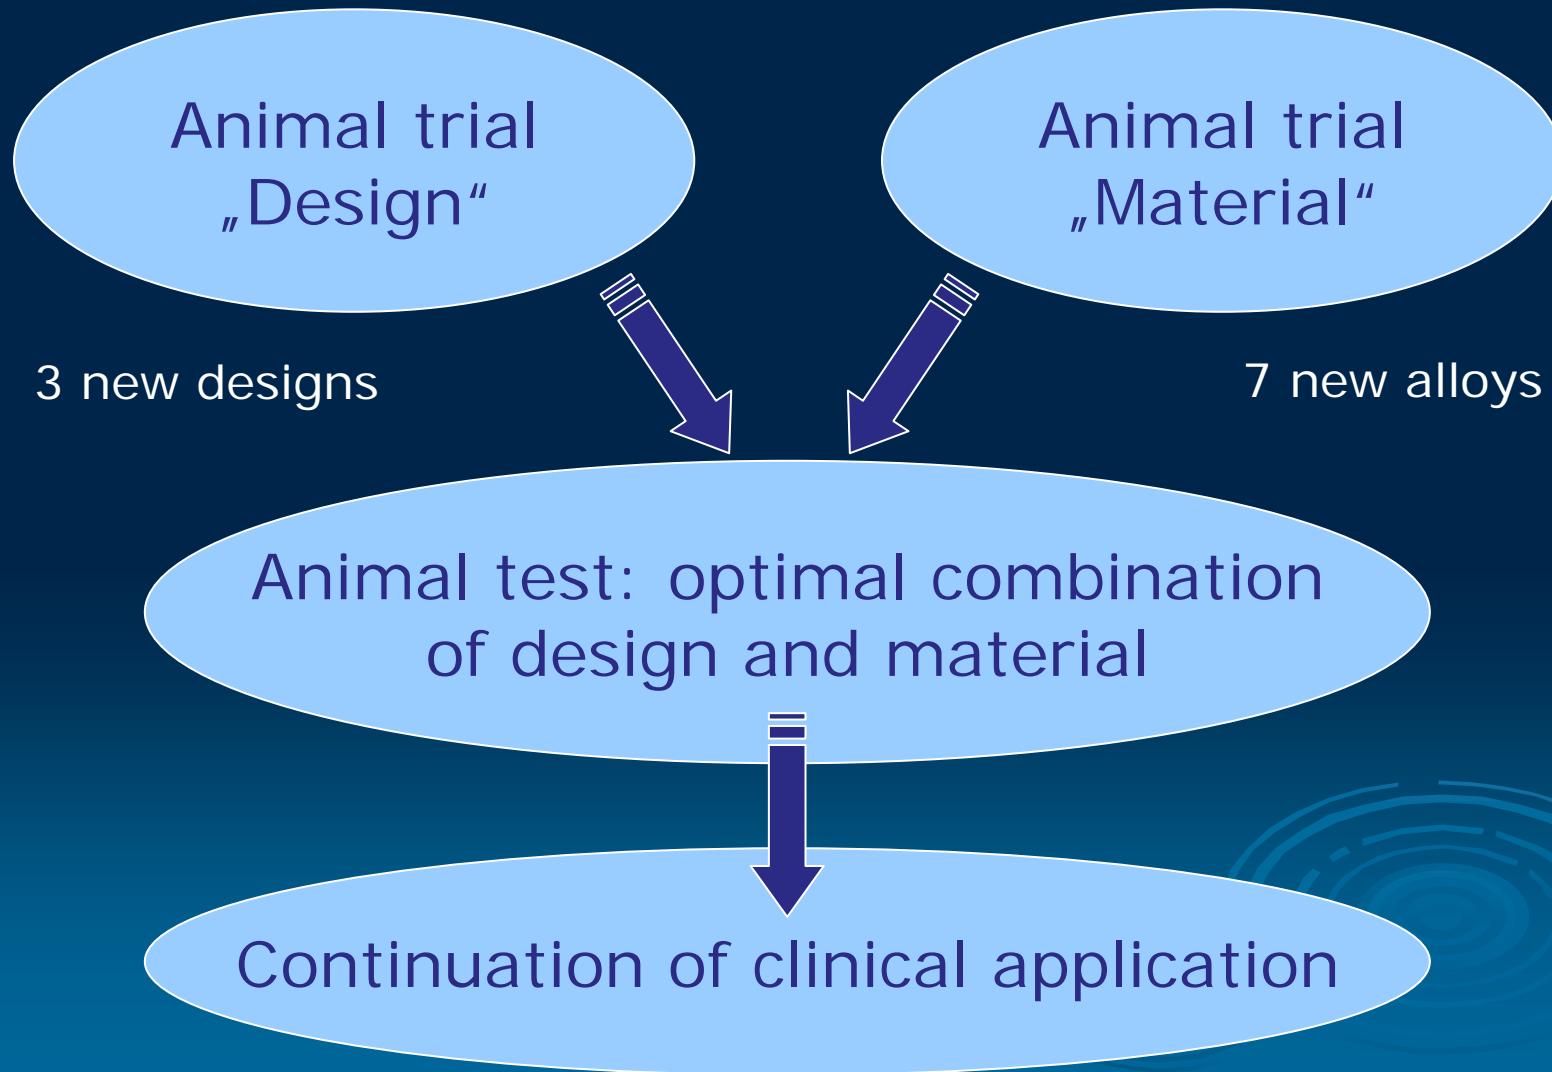 Animal trial
„Design“
Animal trial
„Material“
3 new designs
7 new alloys
Animal test: optimal combination
of design and material
Continuation of clinical application